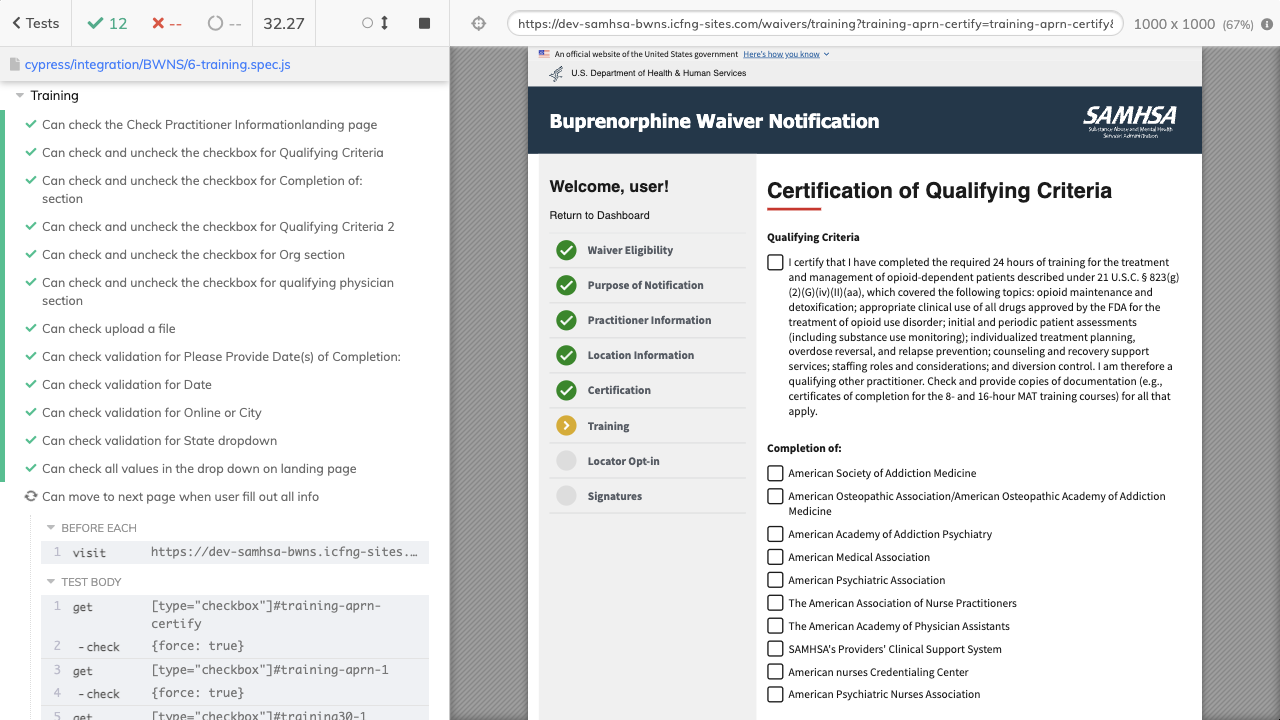 Tests
12
--
--
32.27
https://dev-samhsa-bwns.icfng-sites.com/waivers/training?training-aprn-certify=training-aprn-certify&
1000 x 1000 (67%)
cypress/integration/BWNS/6-training.spec.js
Training
Can check the Check Practitioner Informationlanding page
Can check and uncheck the checkbox for Qualifying Criteria
Can check and uncheck the checkbox for Completion of:
section
Can check and uncheck the checkbox for Qualifying Criteria 2
Can check and uncheck the checkbox for Org section
Can check and uncheck the checkbox for qualifying physician
section
Can check upload a file
Can check validation for Please Provide Date(s) of Completion:
Can check validation for Date
Can check validation for Online or City
Can check validation for State dropdown
Can check all values in the drop down on landing page
Can move to next page when user fill out all info
BEFORE EACH
1 visit https://dev-samhsa-bwns.icfng-sites.…
TEST BODY
1 get [type="checkbox"]#training-aprn-
certify
2 -check {force: true}
3 get [type="checkbox"]#training-aprn-1
4 -check {force: true}
5 get [type="checkbox"]#training30-1
An official website of the United States government Here's how you know
U.S. Department of Health & Human Services
Buprenorphine Waiver Notification
SAMHSA
Substance Abuse and Mental Health
Services Administration
Welcome, user!
Return to Dashboard
Waiver Eligibility
Purpose of Notification
Practitioner Information
Location Information
Certification
Training
Locator Opt-in
Signatures
Certification of Qualifying Criteria
Qualifying Criteria
I certify that I have completed the required 24 hours of training for the treatment
and management of opioid-dependent patients described under 21 U.S.C. § 823(g)
(2)(G)(iv)(II)(aa), which covered the following topics: opioid maintenance and
detoxification; appropriate clinical use of all drugs approved by the FDA for the
treatment of opioid use disorder; initial and periodic patient assessments
(including substance use monitoring); individualized treatment planning,
overdose reversal, and relapse prevention; counseling and recovery support
services; staffing roles and considerations; and diversion control. I am therefore a
qualifying other practitioner. Check and provide copies of documentation (e.g.,
certificates of completion for the 8- and 16-hour MAT training courses) for all that
apply.
Completion of:
American Society of Addiction Medicine
American Osteopathic Association/American Osteopathic Academy of Addiction
Medicine
American Academy of Addiction Psychiatry
American Medical Association
American Psychiatric Association
The American Association of Nurse Practitioners
The American Academy of Physician Assistants
SAMHSA's Providers' Clinical Support System
American nurses Credentialing Center
American Psychiatric Nurses Association